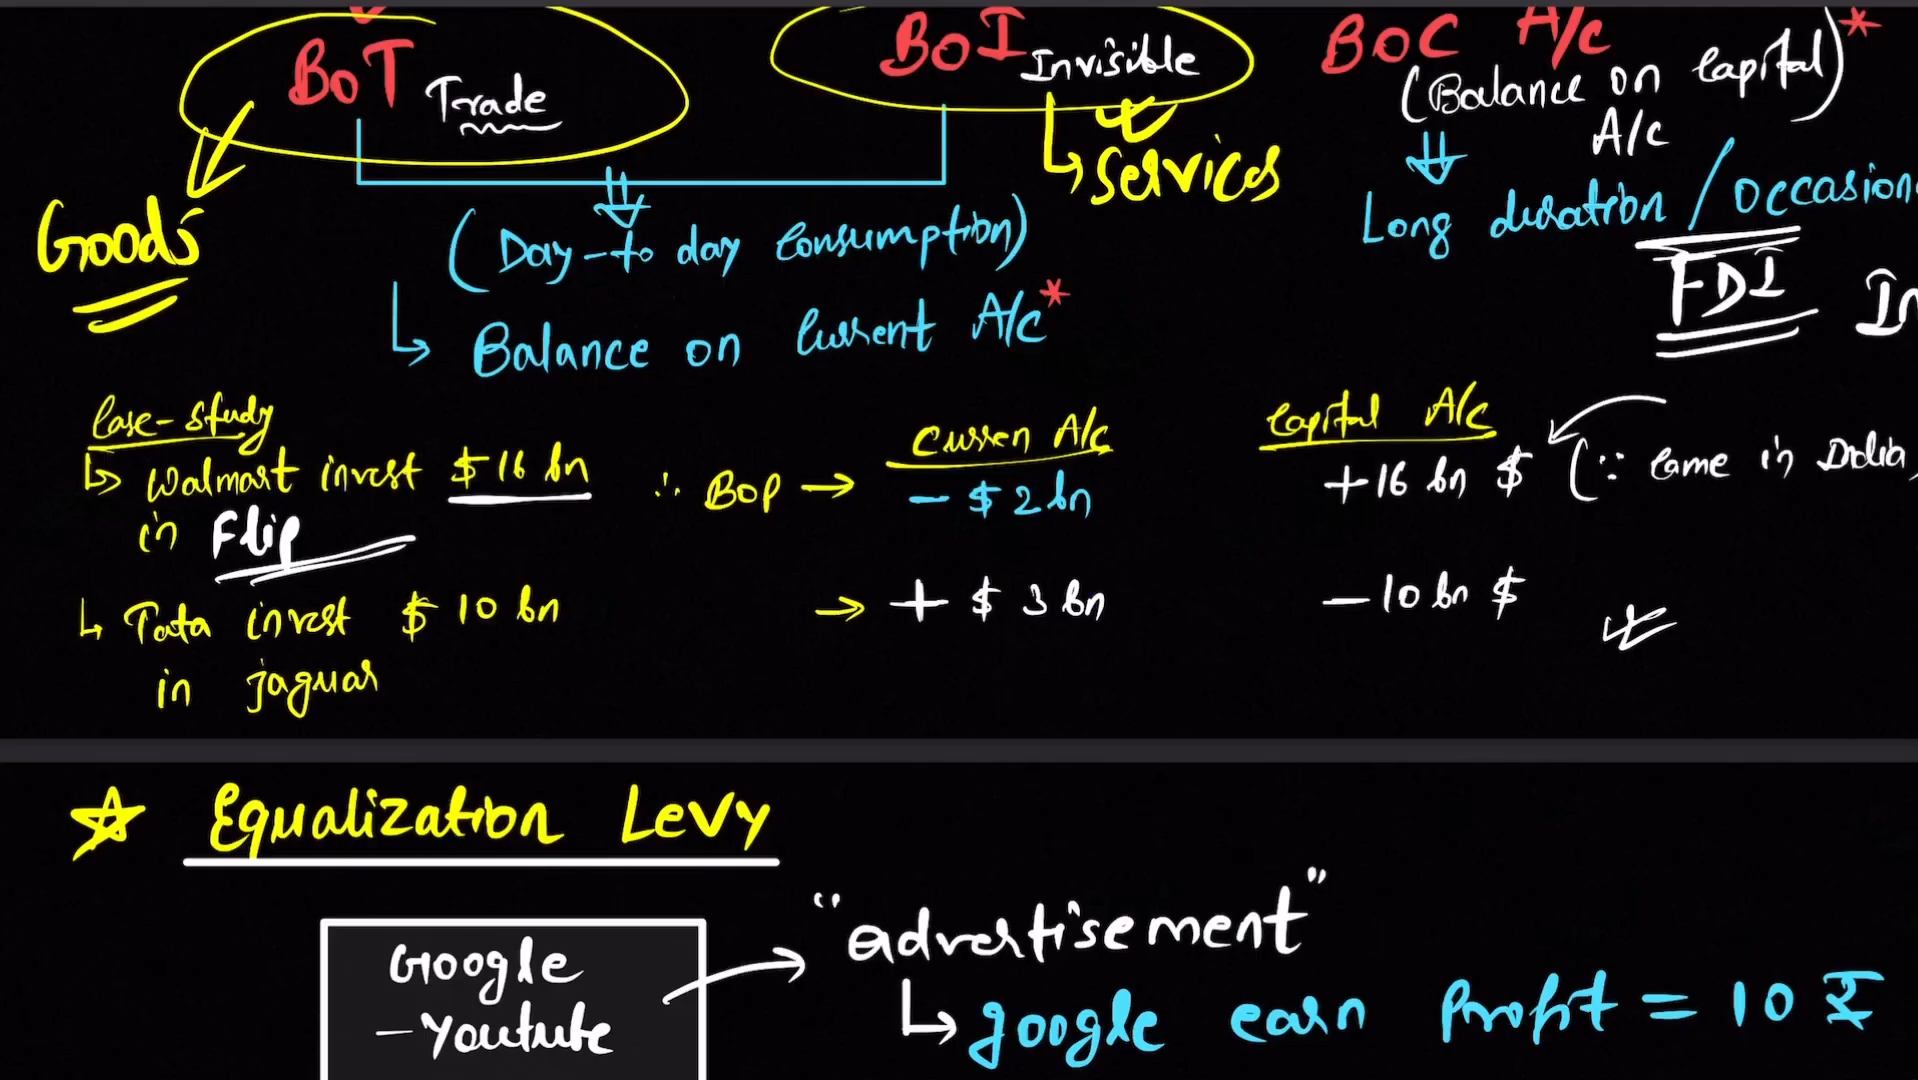 BOT Trade
BOI Invisible
BOC A/c
(Balance on Capital)*
A/c
Goods
Services
(Day-to day Consumption)
Long duration / occasion
FDI In
Balance on Current A/c*
Case-study
Curren A/c
Capital A/c
Walmart invest $ 16 bn
∴ BOP → - $ 2 bn
+16 bn $ (∵ Came in India,
in Flip
Tata invest $ 10 bn
→ + $ 3 bn
-10 bn $
in jaguar
☆ Equalization Levy
"advertisement"
Google
-Youtube
google earn Profit = 10 ₹